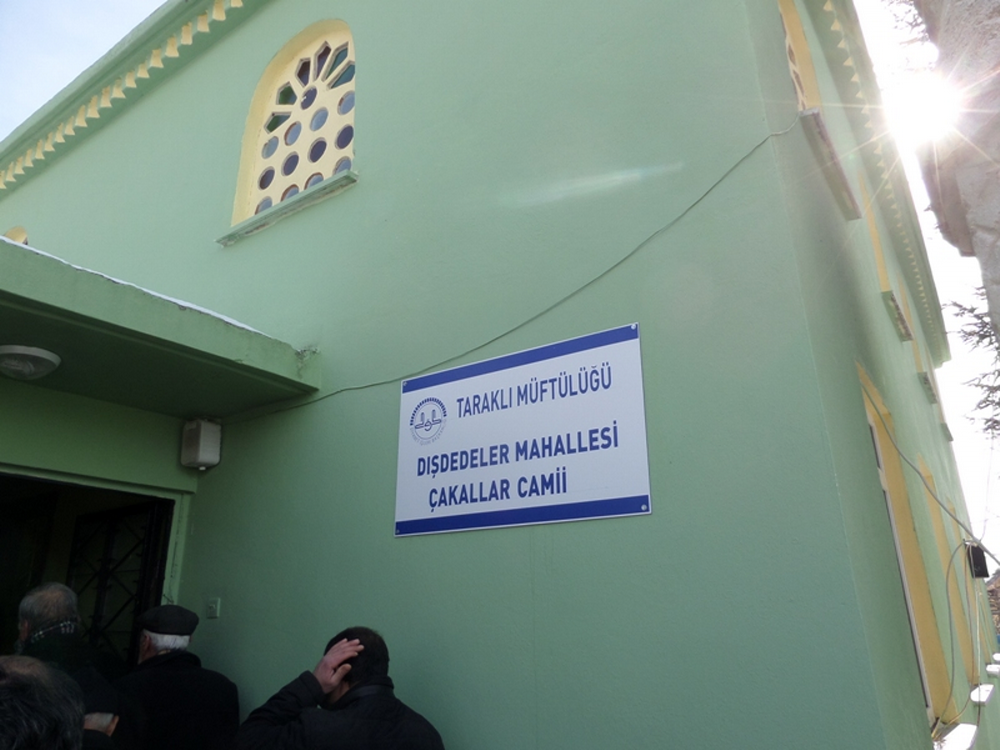 TARAKLI MÜFTÜLÜĞÜ
DIŞDEDELER MAHALLESİ
ÇAKALLAR CAMİİ